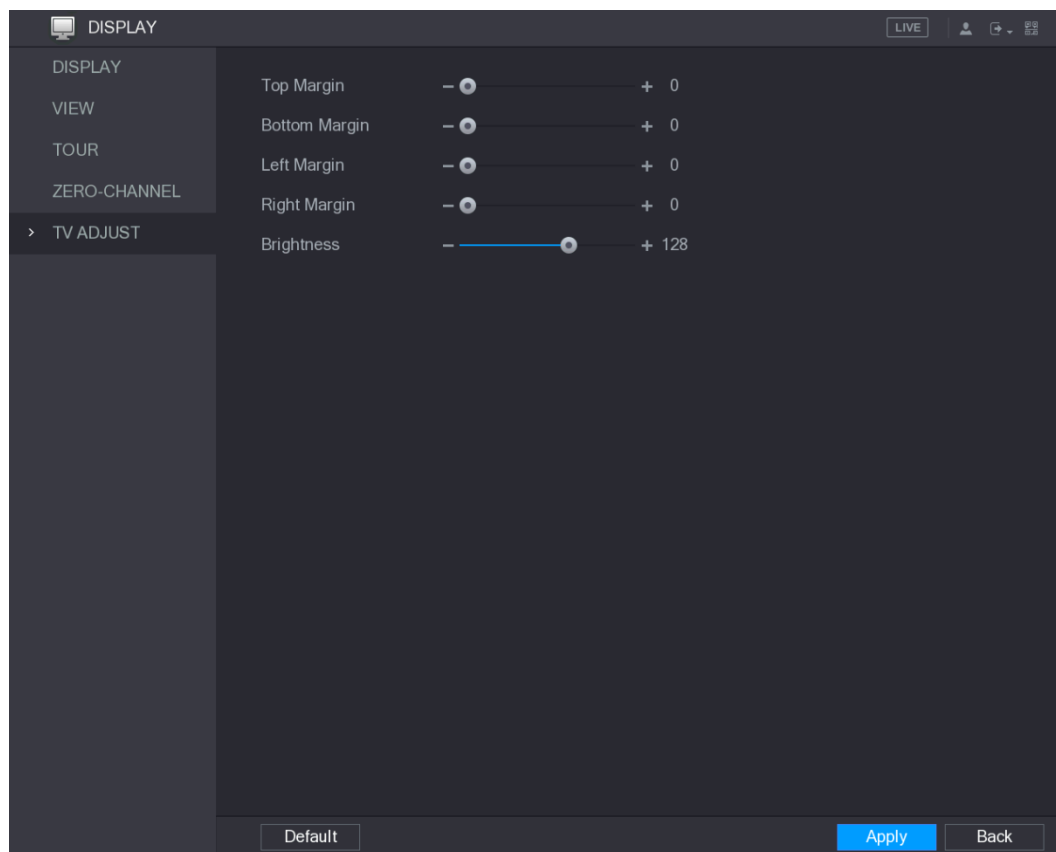 DISPLAY
LIVE
DISPLAY
VIEW
TOUR
ZERO-CHANNEL
> TV ADJUST
Top Margin - + 0
Bottom Margin - + 0
Left Margin - + 0
Right Margin - + 0
Brightness - + 128
Default
Apply
Back